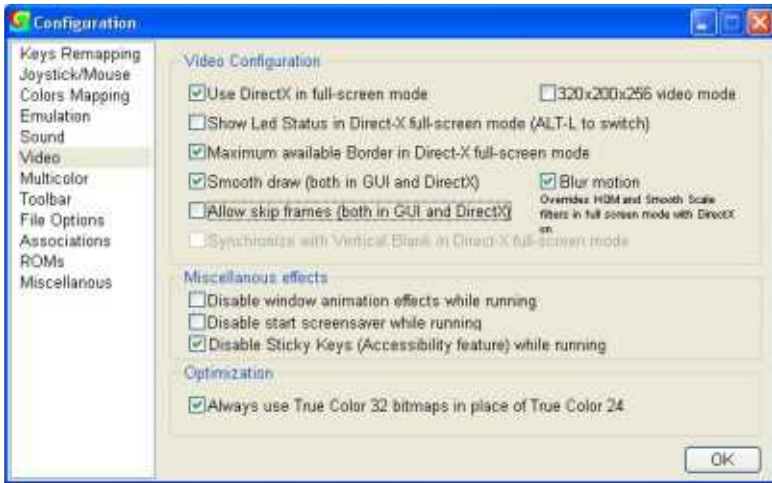 Configuration
Keys Remapping
Joystick/Mouse
Colors Mapping
Emulation
Sound
Video
Multicolor
Toolbar
File Options
Associations
ROMs
Miscellanous
Video Configuration
Use DirectX in full-screen mode
320x200x256 video mode
Show Led Status in Direct-X full-screen mode (ALT-L to switch)
Maximum available Border in Direct-X full-screen mode
Smooth draw (both in GUI and DirectX)
Blur motion
Overrides HQM and Smooth Scale
filters in full screen mode with DirectX
on
Allow skip frames (both in GUI and DirectX)
Synchronize with Vertical Blank in Direct-X full-screen mode
Miscellanous effects
Disable window animation effects while running
Disable start screensaver while running
Disable Sticky Keys (Accessibility feature) while running
Optimization
Always use True Color 32 bitmaps in place of True Color 24
OK